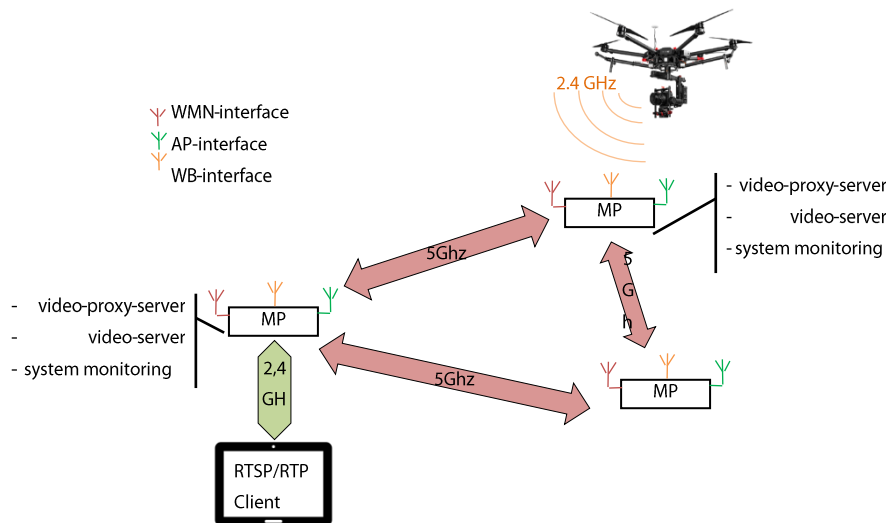 2.4 GHz
WMN-interface
AP-interface
WB-interface
MP
- video-proxy-server
- video-server
- system monitoring
5Ghz
5
G
h
- video-proxy-server
- video-server
- system monitoring
MP
2,4
GH
5Ghz
MP
RTSP/RTP
Client